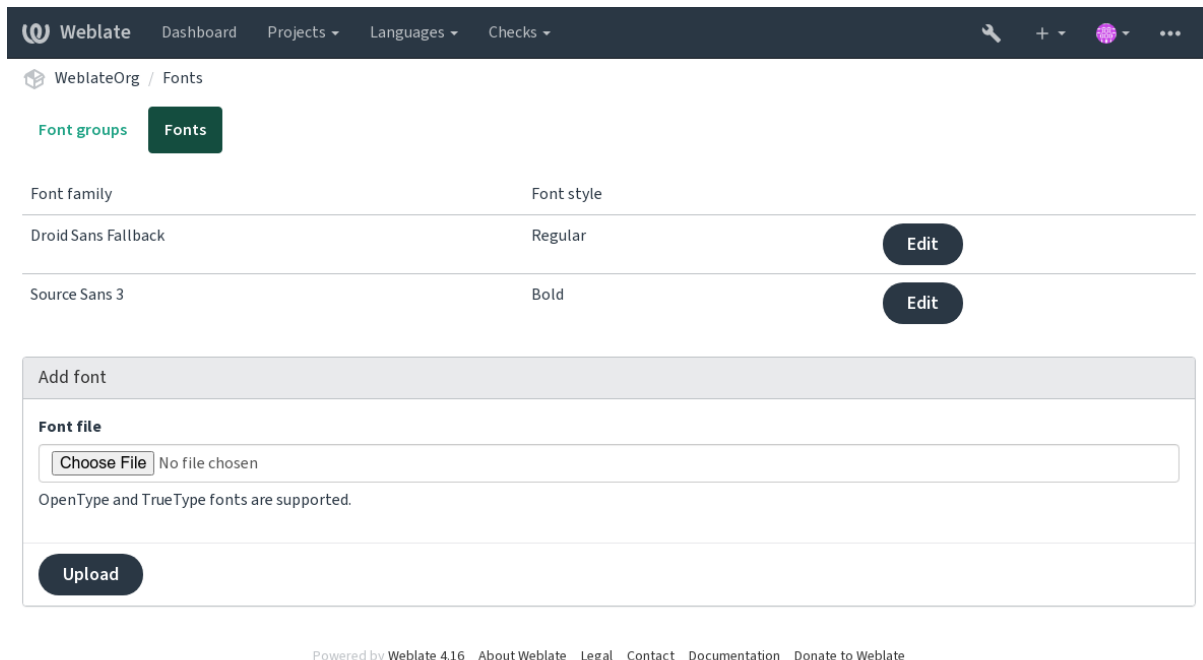 Weblate Dashboard Projects Languages Checks
WeblateOrg / Fonts
Font groups Fonts
Font family Font style
Droid Sans Fallback Regular Edit
Source Sans 3 Bold Edit
Add font
Font file
Choose File No file chosen
OpenType and TrueType fonts are supported.
Upload
Powered by Weblate 4.16 About Weblate Legal Contact Documentation Donate to Weblate